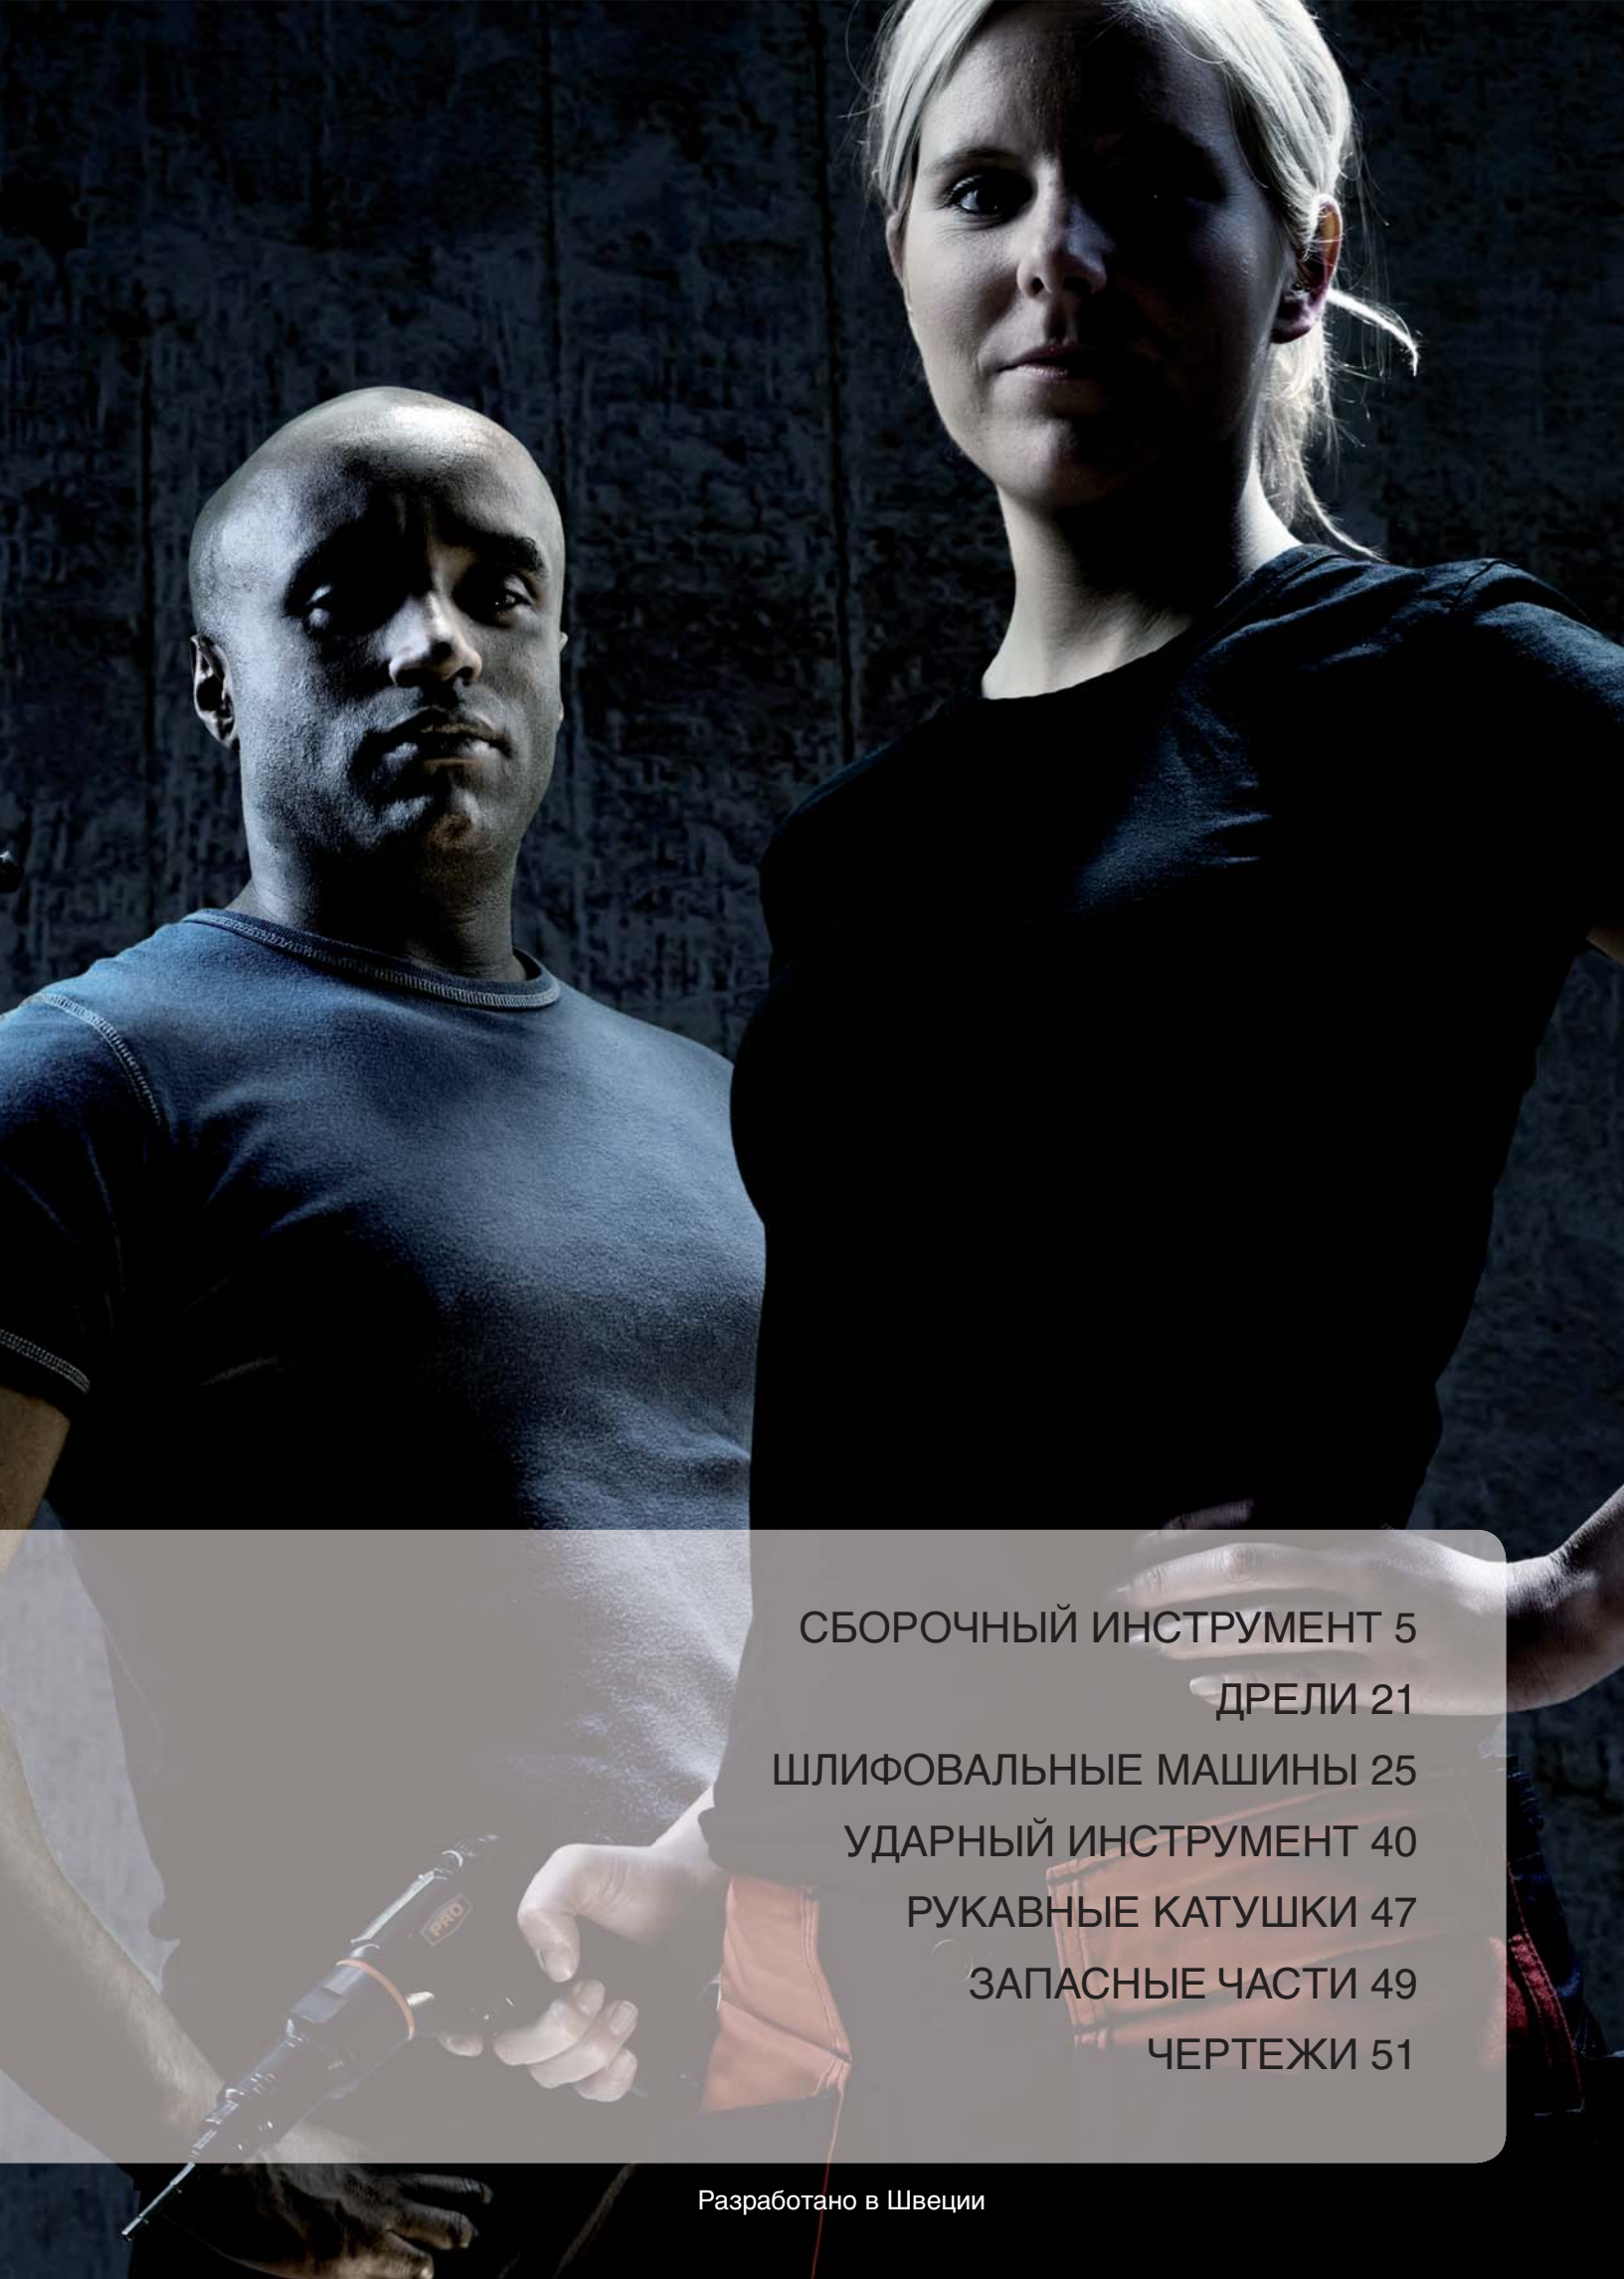 СБОРОЧНЫЙ ИНСТРУМЕНТ 5
ДРЕЛИ 21
ШЛИФОВАЛЬНЫЕ МАШИНЫ 25
УДАРНЫЙ ИНСТРУМЕНТ 40
PRO
РУКАВНЫЕ КАТУШКИ 47
ЗАПАСНЫЕ ЧАСТИ 49
ЧЕРТЕЖИ 51
Разработано в Швеции